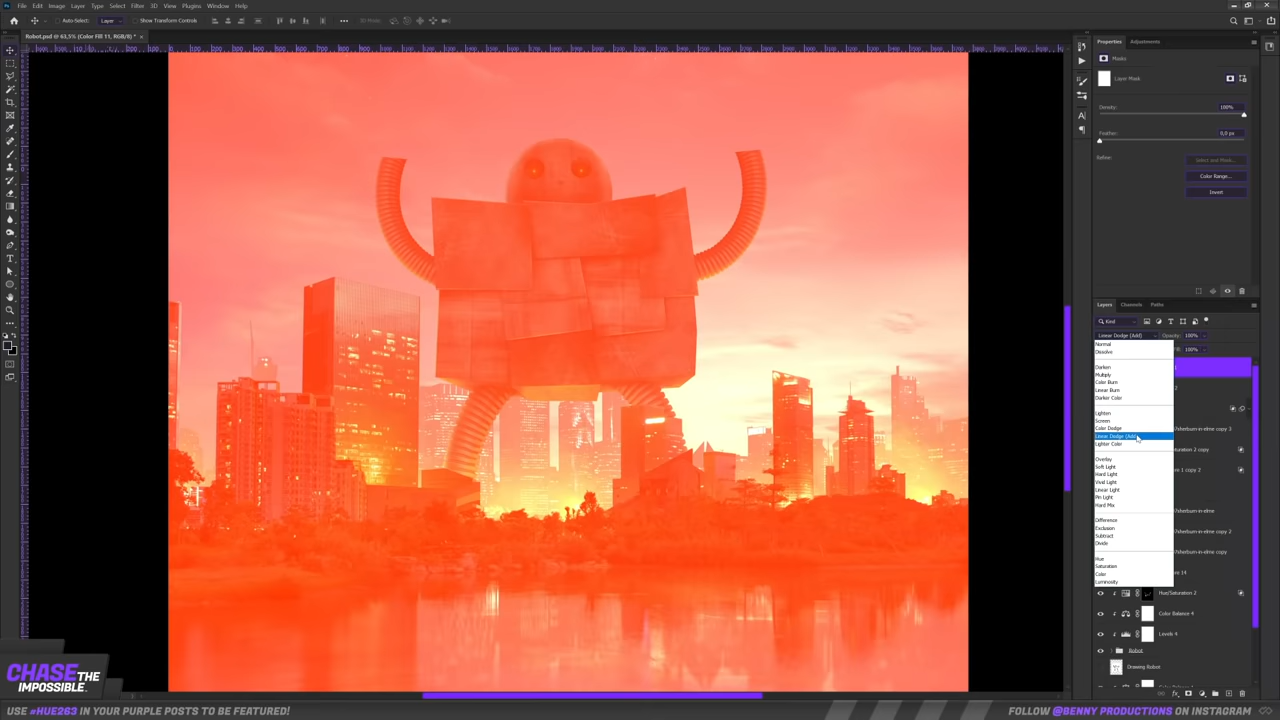 File Edit Image Layer Type Select Filter 3D View Plugins Window Help
Auto-Select: Layer Show Transform Controls
Robot.psd @ 63,5% (Color Fill 11, RGB/8) *
Properties Adjustments
Masks
Layer Mask
Density: 100%
Feather: 0,0 px
Refine:
Select and Mask...
Color Range...
Invert
Layers Channels Paths
Kind
Linear Dodge (Add) Opacity: 100%
100%
Normal
Dissolve
Darken
Multiply
Color Burn
Linear Burn
Darker Color
Lighten
Screen
Color Dodge
Linear Dodge (Add)
Lighter Color
Overlay
Soft Light
Hard Light
Vivid Light
Linear Light
Pin Light
Hard Mix
Difference
Exclusion
Subtract
Divide
Hue
Saturation
Color
Luminosity
Hue/Saturation 2
Color Balance 4
Levels 4
Robot
Drawing Robot
CHASE THE
IMPOSSIBLE.
USE #HUE263 IN YOUR PURPLE POSTS TO BE FEATURED!
FOLLOW @BENNY PRODUCTIONS ON INSTAGRAM